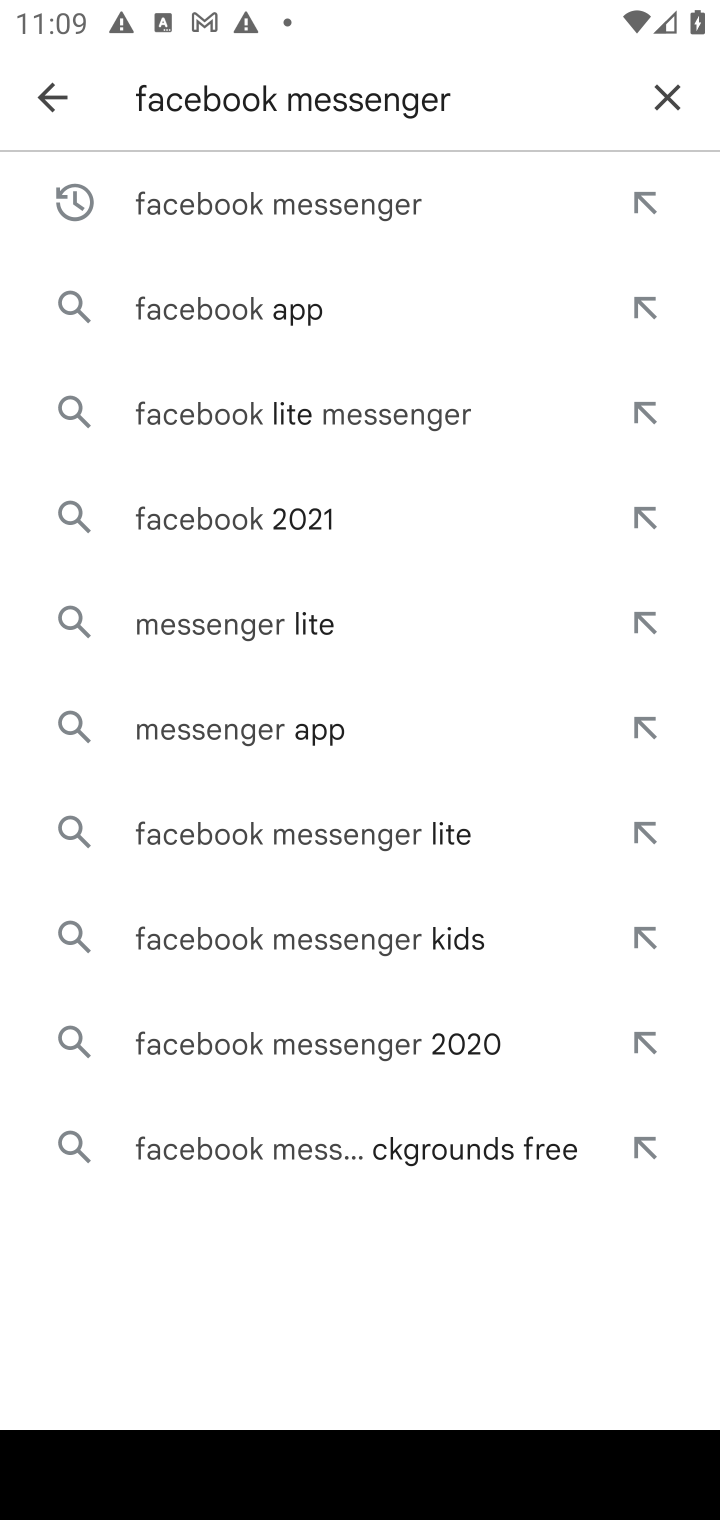 11:09
facebook messenger
facebook messenger
facebook app
facebook lite messenger
facebook 2021
messenger lite
messenger app
facebook messenger lite
facebook messenger kids
facebook messenger 2020
facebook mess... ckgrounds free